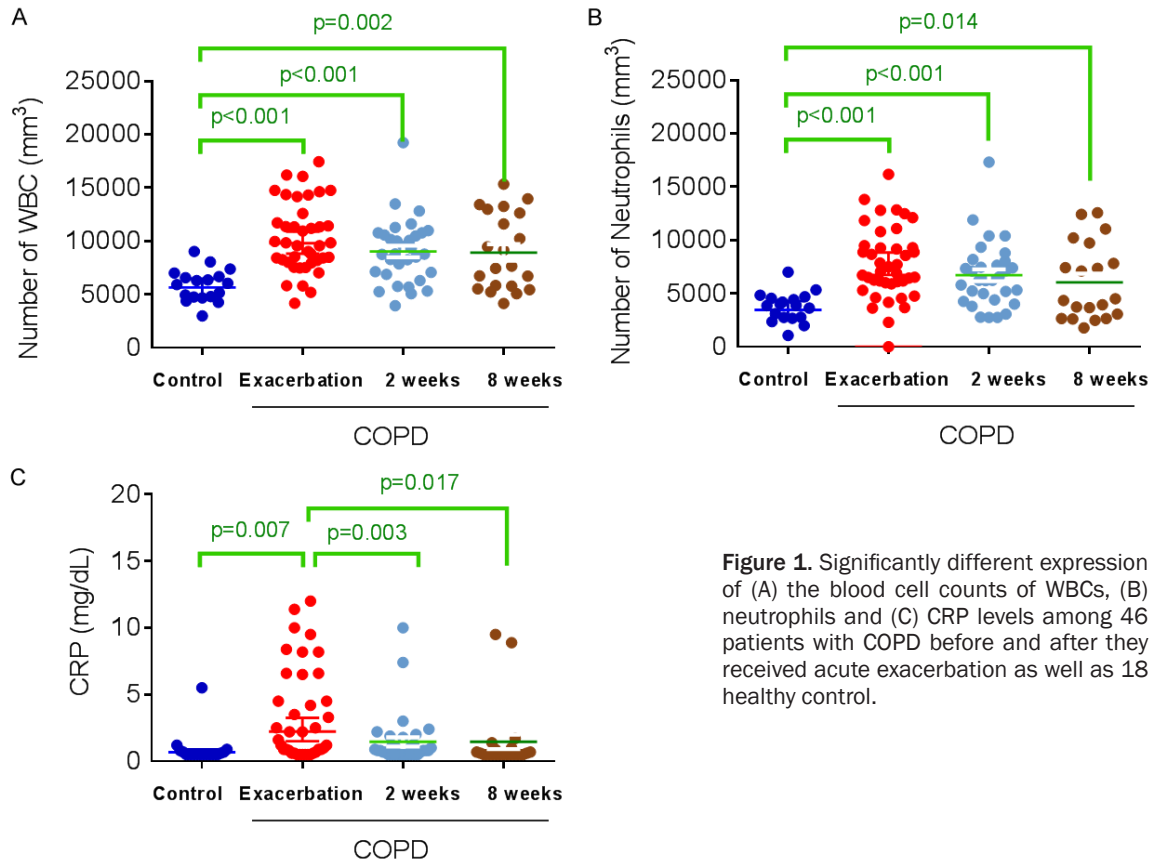 A
p=0.002
p<0.001
p<0.001
Number of WBC (mm³)
25000
20000
15000
10000
5000
0
Control Exacerbation 2 weeks 8 weeks
COPD
B
p=0.014
p<0.001
p<0.001
Number of Neutrophils (mm³)
25000
20000
15000
10000
5000
0
Control Exacerbation 2 weeks 8 weeks
COPD
C
p=0.017
p=0.007
p=0.003
CRP (mg/dL)
20
15
10
5
0
Control Exacerbation 2 weeks 8 weeks
COPD
Figure 1. Significantly different expression
of (A) the blood cell counts of WBCs, (B)
neutrophils and (C) CRP levels among 46
patients with COPD before and after they
received acute exacerbation as well as 18
healthy control.